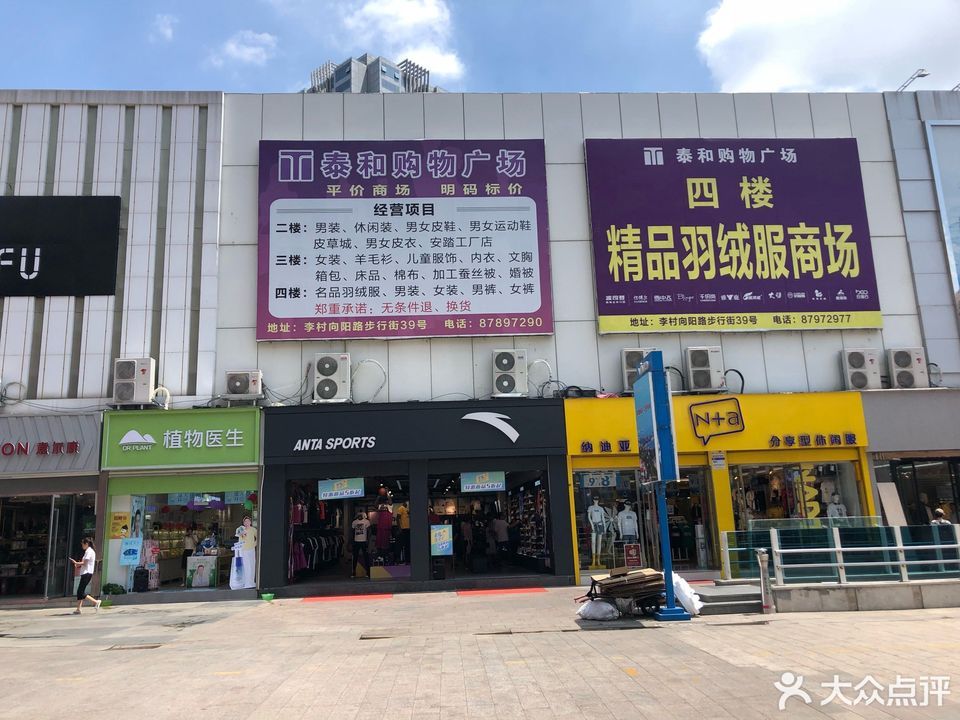 FU
泰和购物广场
平价商场 明码标价
经营项目
二楼：男装、休闲装、男女皮鞋、男女运动鞋
皮草城、男女皮衣、安踏工厂店
三楼：女装、羊毛衫、儿童服饰、内衣、文胸
箱包、床品、棉布、加工蚕丝被、婚被
四楼：名品羽绒服、男装、女装、男裤、女裤
郑重承诺：无条件退、换货
地址：李村向阳路步行街39号 电话：87897290
泰和购物广场
四楼
精品羽绒服商场
地址：李村向阳路步行街39号 电话：87972977
ON
DR.PLANT
植物医生
ANTA SPORTS
纳迪亚
N+a
分享型休闲服
大众点评